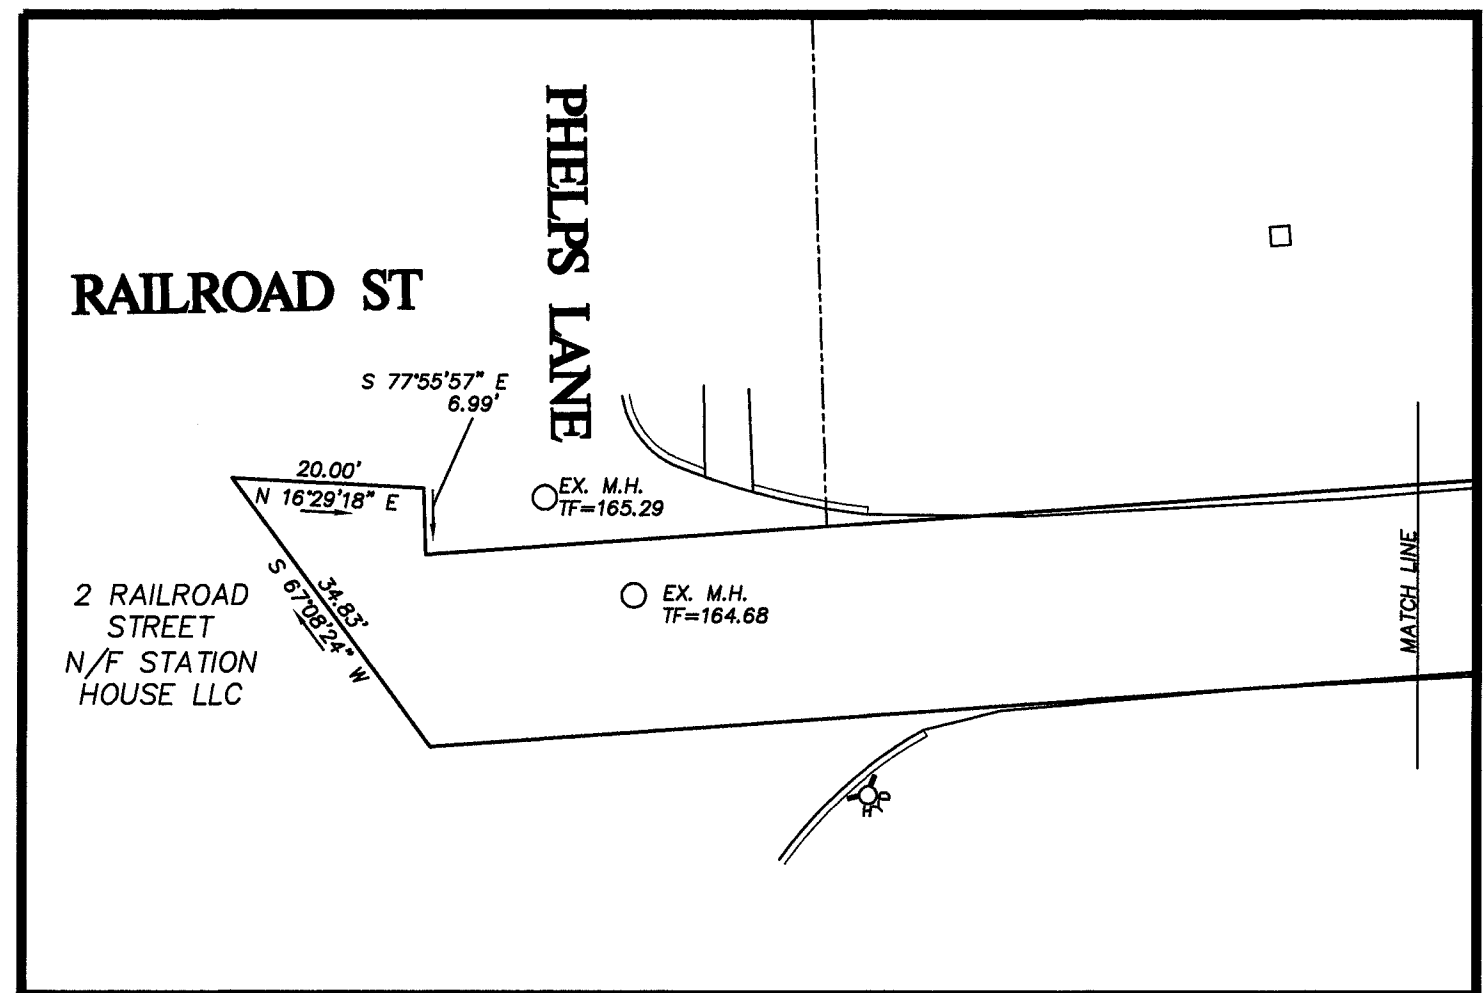 PHELPS LANE
RAILROAD ST
S 77°55'57" E
6.99'
20.00'
N 16°29'18" E
EX. M.H.
TF=165.29
34.83'
S 67°08'24" W
EX. M.H.
TF=164.68
2 RAILROAD
STREET
N/F STATION
HOUSE LLC
MATCH LINE
HYD